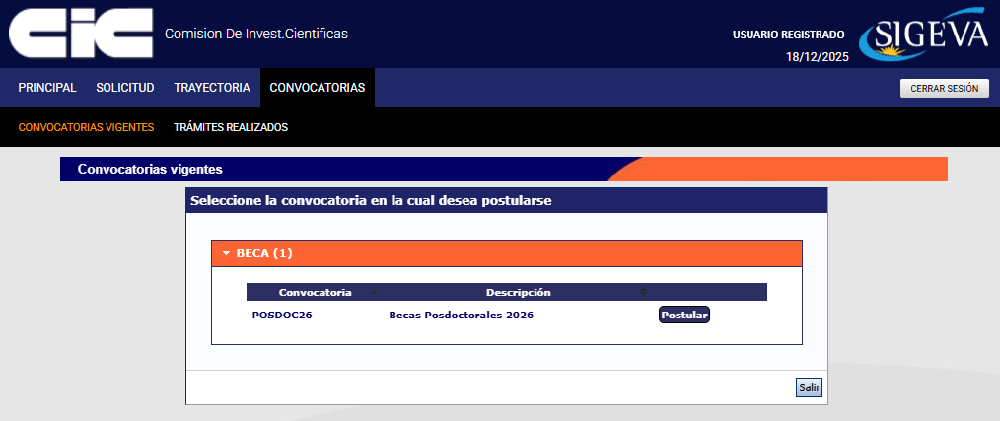 CIC
Comision De Invest.Cientificas
USUARIO REGISTRADO
18/12/2025
SIGEVA
PRINCIPAL SOLICITUD TRAYECTORIA CONVOCATORIAS
CERRAR SESIÓN
CONVOCATORIAS VIGENTES TRÁMITES REALIZADOS
Convocatorias vigentes
Seleccione la convocatoria en la cual desea postularse
BECA (1)
Convocatoria Descripción
POSDOC26 Becas Posdoctorales 2026 Postular
Salir